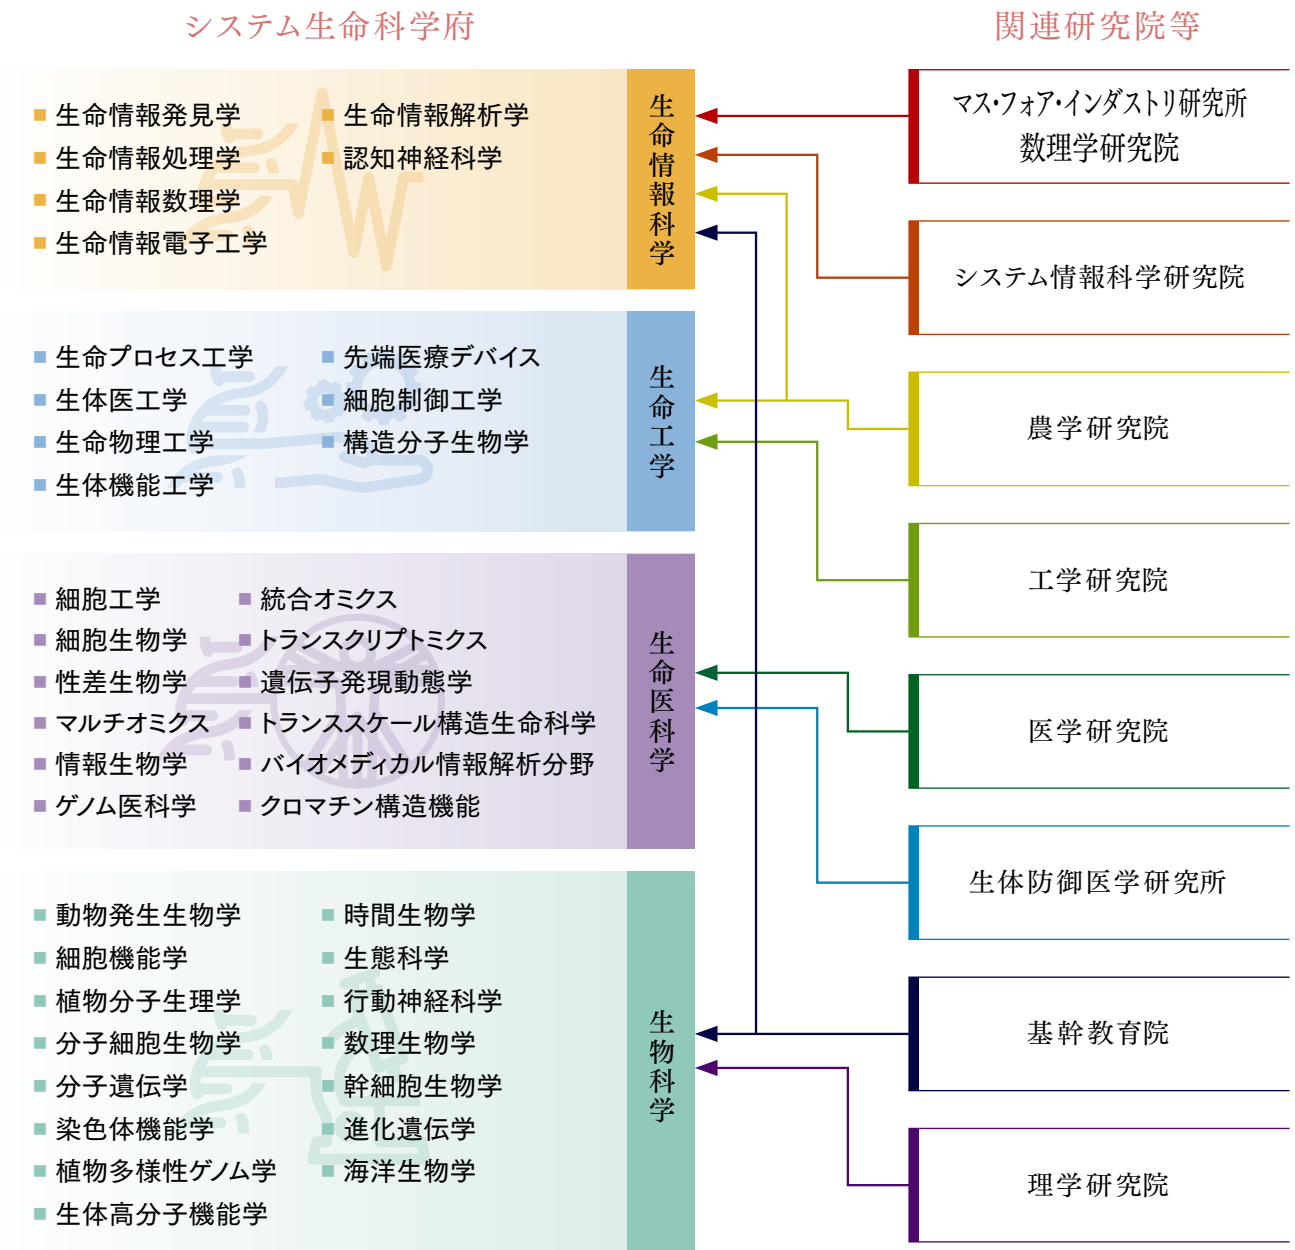 システム生命科学府
関連研究院等
生命情報発見学
生命情報処理学
生命情報数理学
生命情報電子工学
生命情報解析学
認知神経科学
生命情報科学
生命プロセス工学
生体医工学
生命物理工学
生体機能工学
先端医療デバイス
細胞制御工学
構造分子生物学
生命工学
細胞工学
細胞生物学
性差生物学
マルチオミクス
情報生物学
ゲノム医科学
統合オミクス
トランスクリプトミクス
遺伝子発現動態学
トランススケール構造生命科学
バイオメディカル情報解析分野
クロマチン構造機能
生命医科学
動物発生生物学
細胞機能学
植物分子生理学
分子細胞生物学
分子遺伝学
染色体機能学
植物多様性ゲノム学
生体高分子機能学
時間生物学
生態科学
行動神経科学
数理生物学
幹細胞生物学
進化遺伝学
海洋生物学
生物科学
マス・フォア・インダストリ研究所
数理学研究院
システム情報科学研究院
農学研究院
工学研究院
医学研究院
生体防御医学研究所
基幹教育院
理学研究院